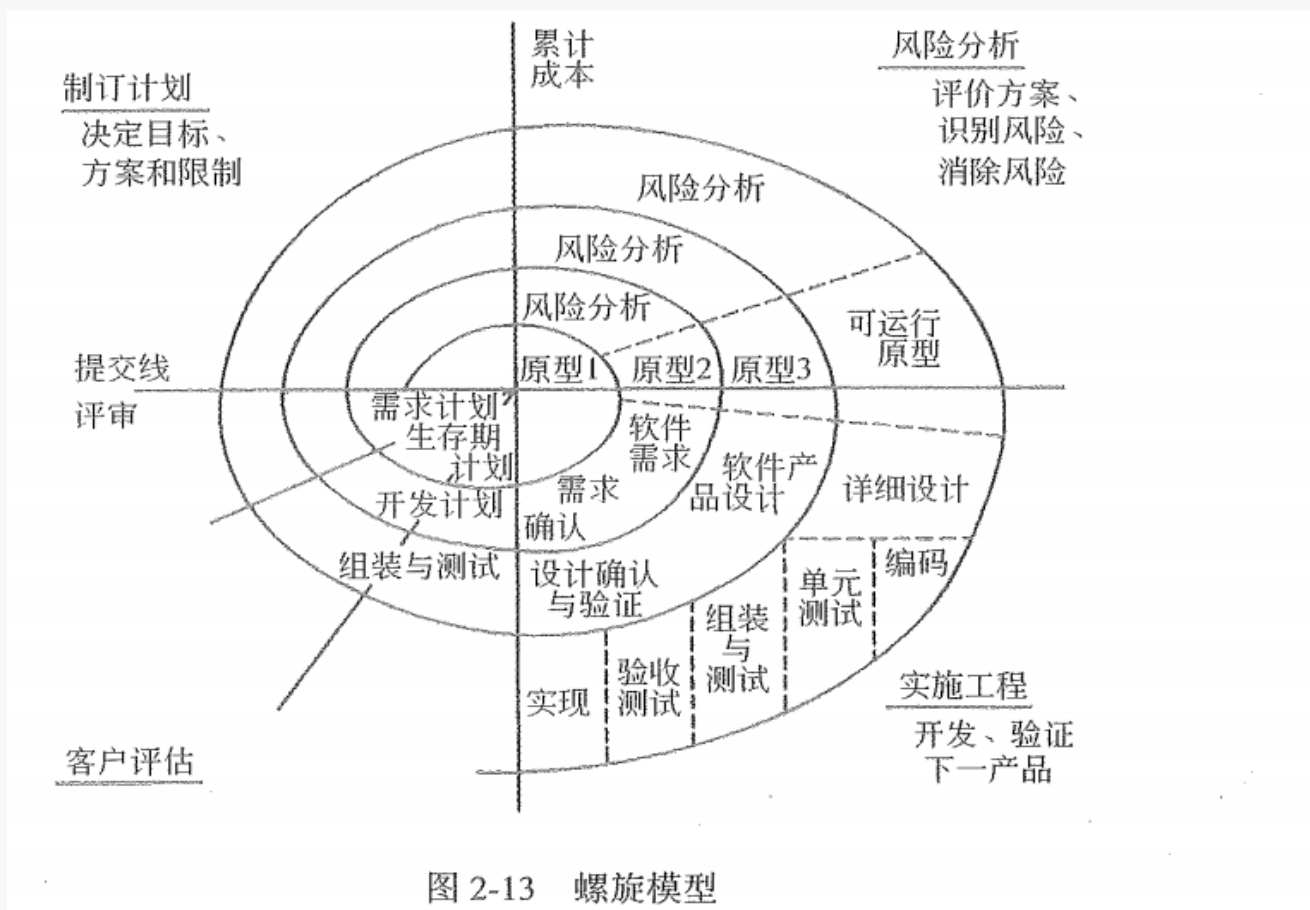 累计
成本
风险分析
评价方案、
识别风险、
消除风险
制订计划
决定目标、
方案和限制
风险分析
风险分析
风险分析
可运行
原型
提交线
评审
原型1
原型2
原型3
需求计划
生存期
计划
软件
需求
软件产
品设计
详细设计
开发计划
需求
确认
组装与测试
设计确认
与验证
组装
与
测试
单元
测试
编码
实现
验收
测试
实施工程
开发、验证
下一产品
客户评估
图 2-13 螺旋模型